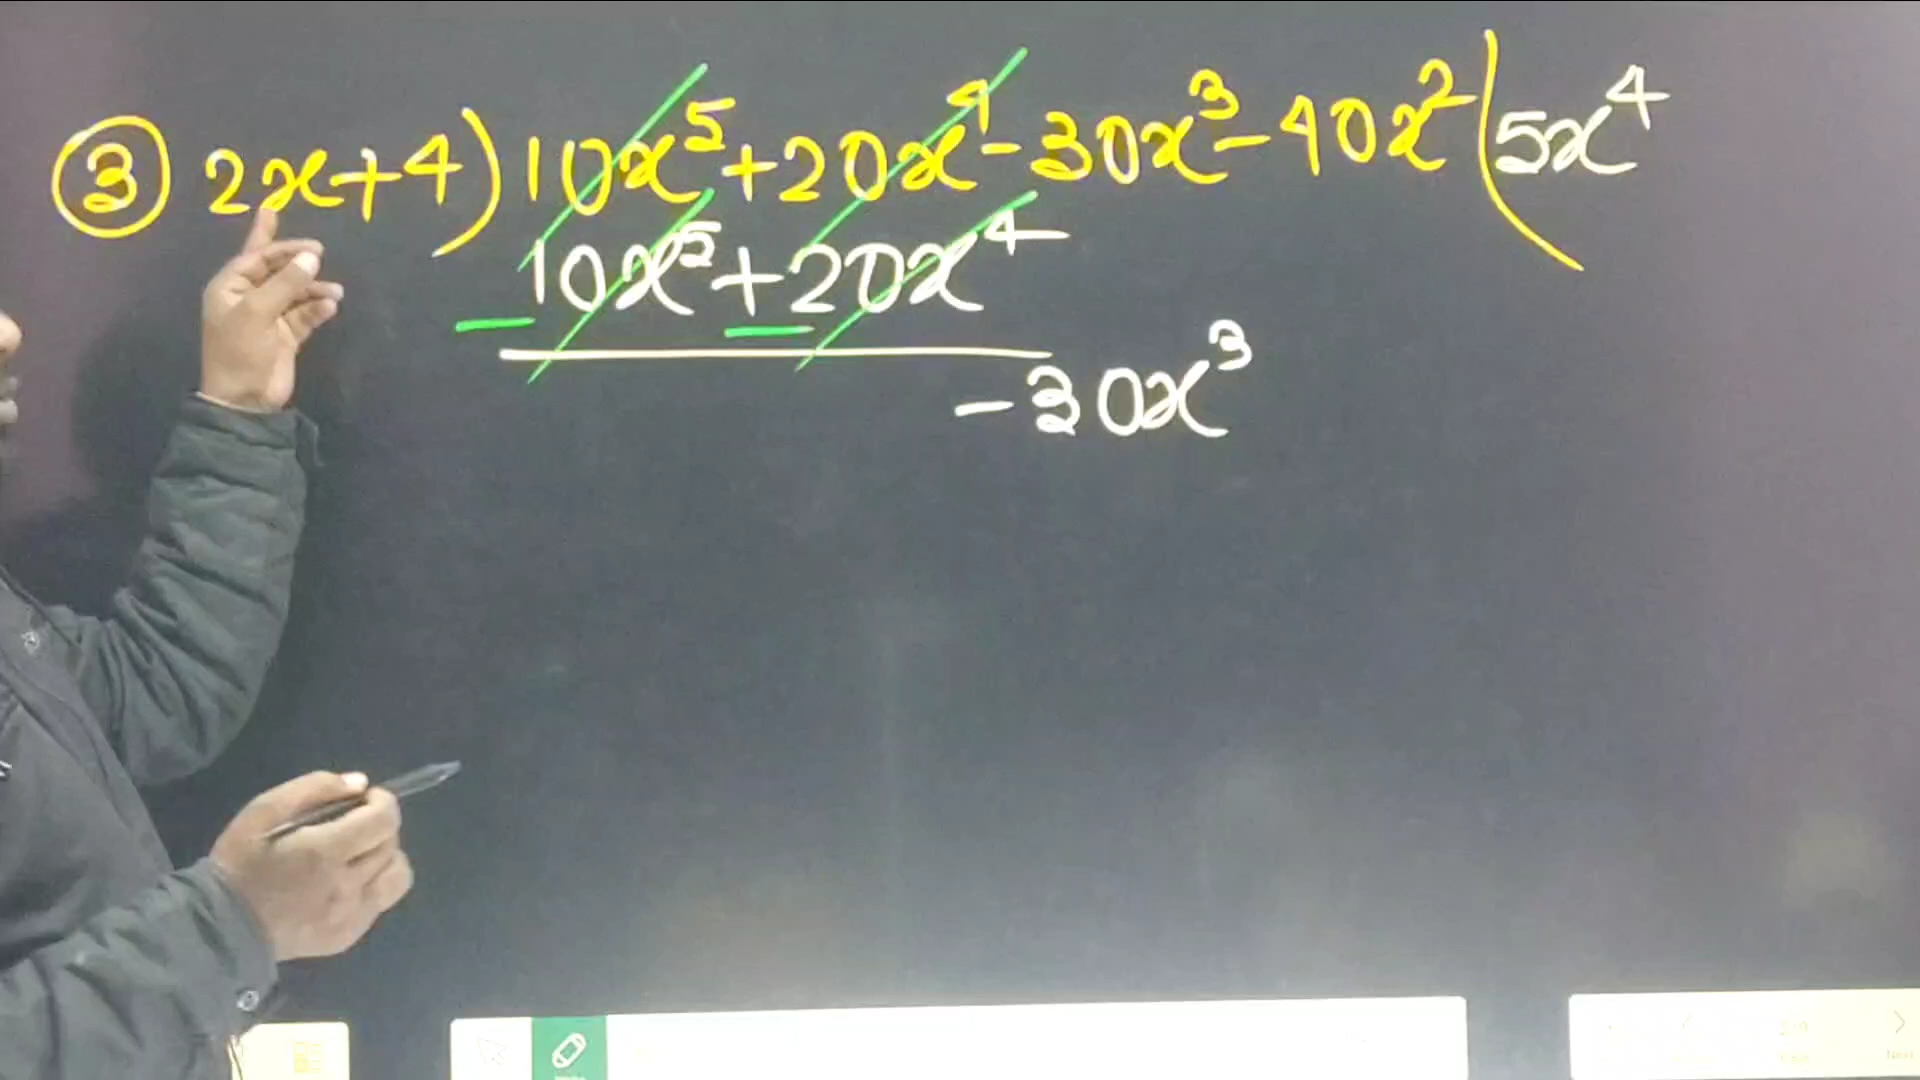 ③ 2x+4) 10x⁵+20x⁴-30x³-40x² (5x⁴
10x⁵+20x⁴
-30x³